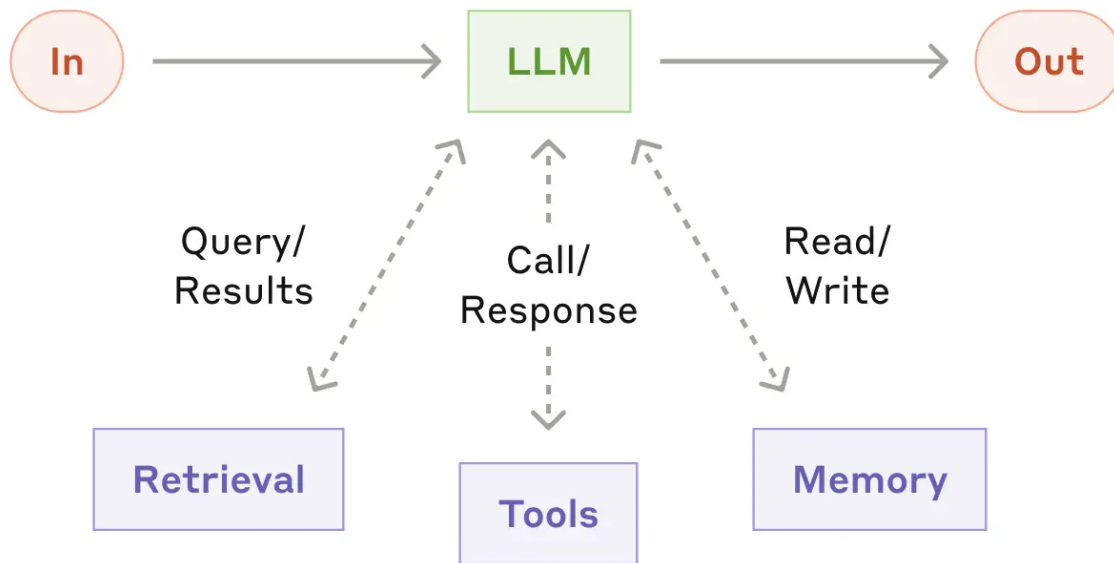 In
LLM
Out
Query/
Results
Call/
Response
Read/
Write
Retrieval
Tools
Memory